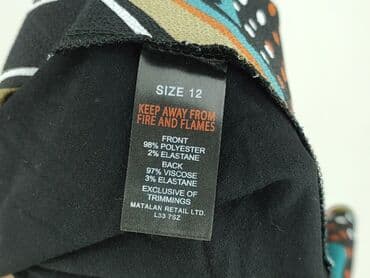 SIZE 12
KEEP AWAY FROM
FIRE AND FLAMES
FRONT
98% POLYESTER
2% ELASTANE
BACK
97% VISCOSE
3% ELASTANE
EXCLUSIVE OF
TRIMMINGS
MATALAN RETAIL LTD.
L33 7SZ